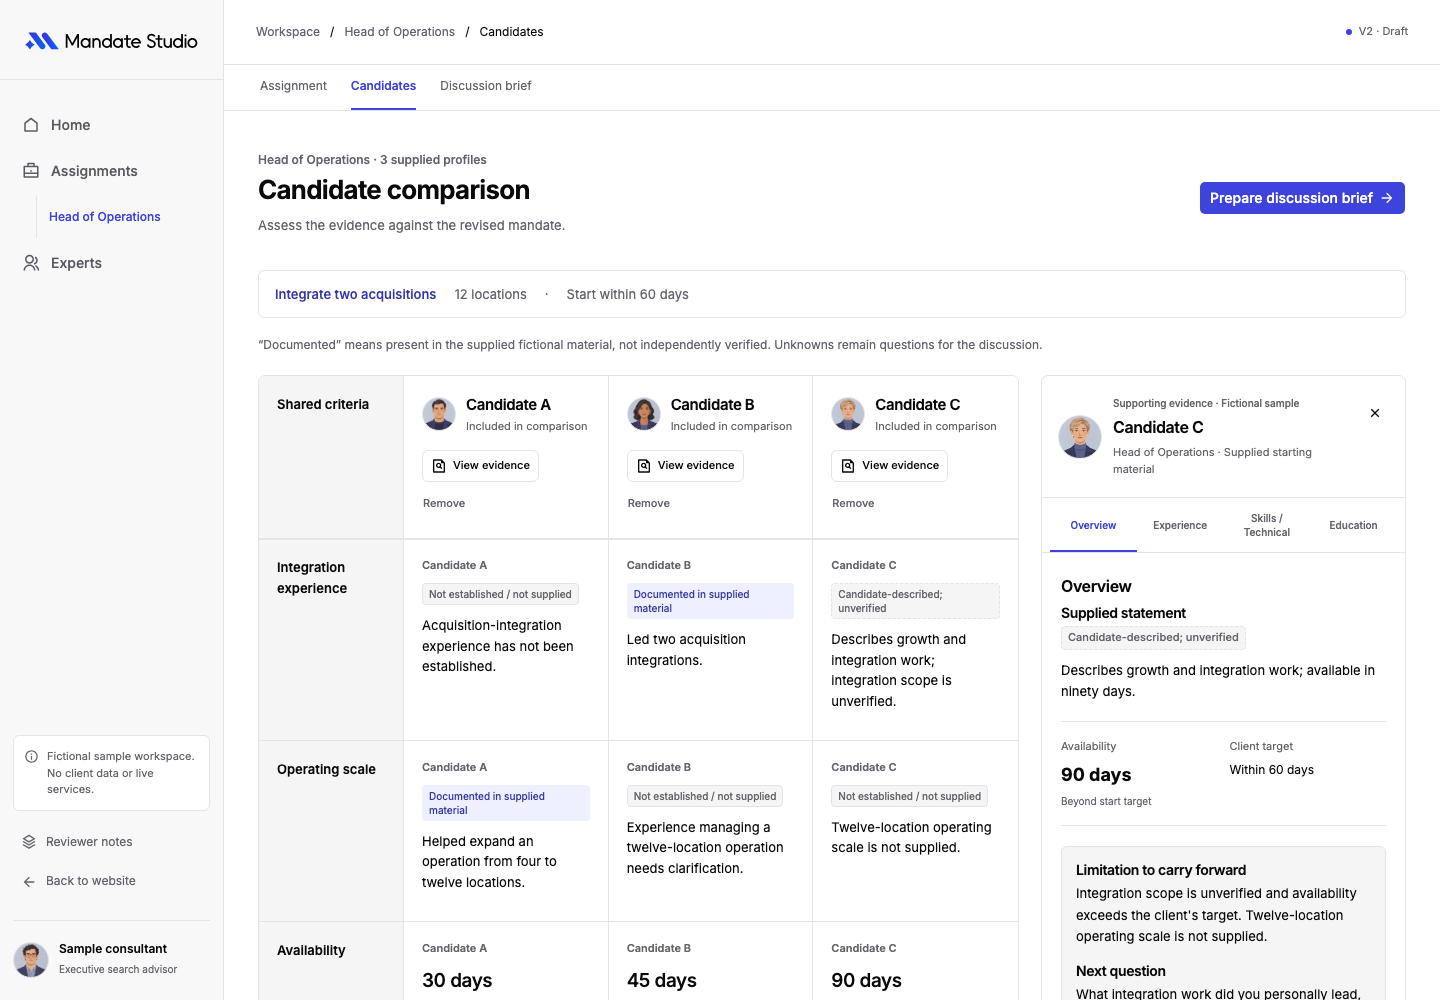 Mandate Studio
Home
Assignments
Head of Operations
Experts
Fictional sample workspace.
No client data or live
services.
Reviewer notes
Back to website
Sample consultant
Executive search advisor
Workspace / Head of Operations / Candidates
V2 · Draft
Assignment
Candidates
Discussion brief
Head of Operations · 3 supplied profiles
Candidate comparison
Assess the evidence against the revised mandate.
Prepare discussion brief →
Integrate two acquisitions 12 locations · Start within 60 days
“Documented” means present in the supplied fictional material, not independently verified. Unknowns remain questions for the discussion.
Shared criteria
Candidate A
Included in comparison
View evidence
Remove
Candidate B
Included in comparison
View evidence
Remove
Candidate C
Included in comparison
View evidence
Remove
Integration
experience
Candidate A
Not established / not supplied
Acquisition-integration
experience has not been
established.
Candidate B
Documented in supplied
material
Led two acquisition
integrations.
Candidate C
Candidate-described;
unverified
Describes growth and
integration work;
integration scope is
unverified.
Operating scale
Candidate A
Documented in supplied
material
Helped expand an
operation from four to
twelve locations.
Candidate B
Not established / not supplied
Experience managing a
twelve-location operation
needs clarification.
Candidate C
Not established / not supplied
Twelve-location operating
scale is not supplied.
Availability
Candidate A
30 days
Candidate B
45 days
Candidate C
90 days
Supporting evidence · Fictional sample
Candidate C
Head of Operations · Supplied starting
material
Overview
Experience
Skills /
Technical
Education
Overview
Supplied statement
Candidate-described; unverified
Describes growth and integration work; available in
ninety days.
Availability
90 days
Beyond start target
Client target
Within 60 days
Limitation to carry forward
Integration scope is unverified and availability
exceeds the client's target. Twelve-location
operating scale is not supplied.
Next question
What integration work did you personally lead,